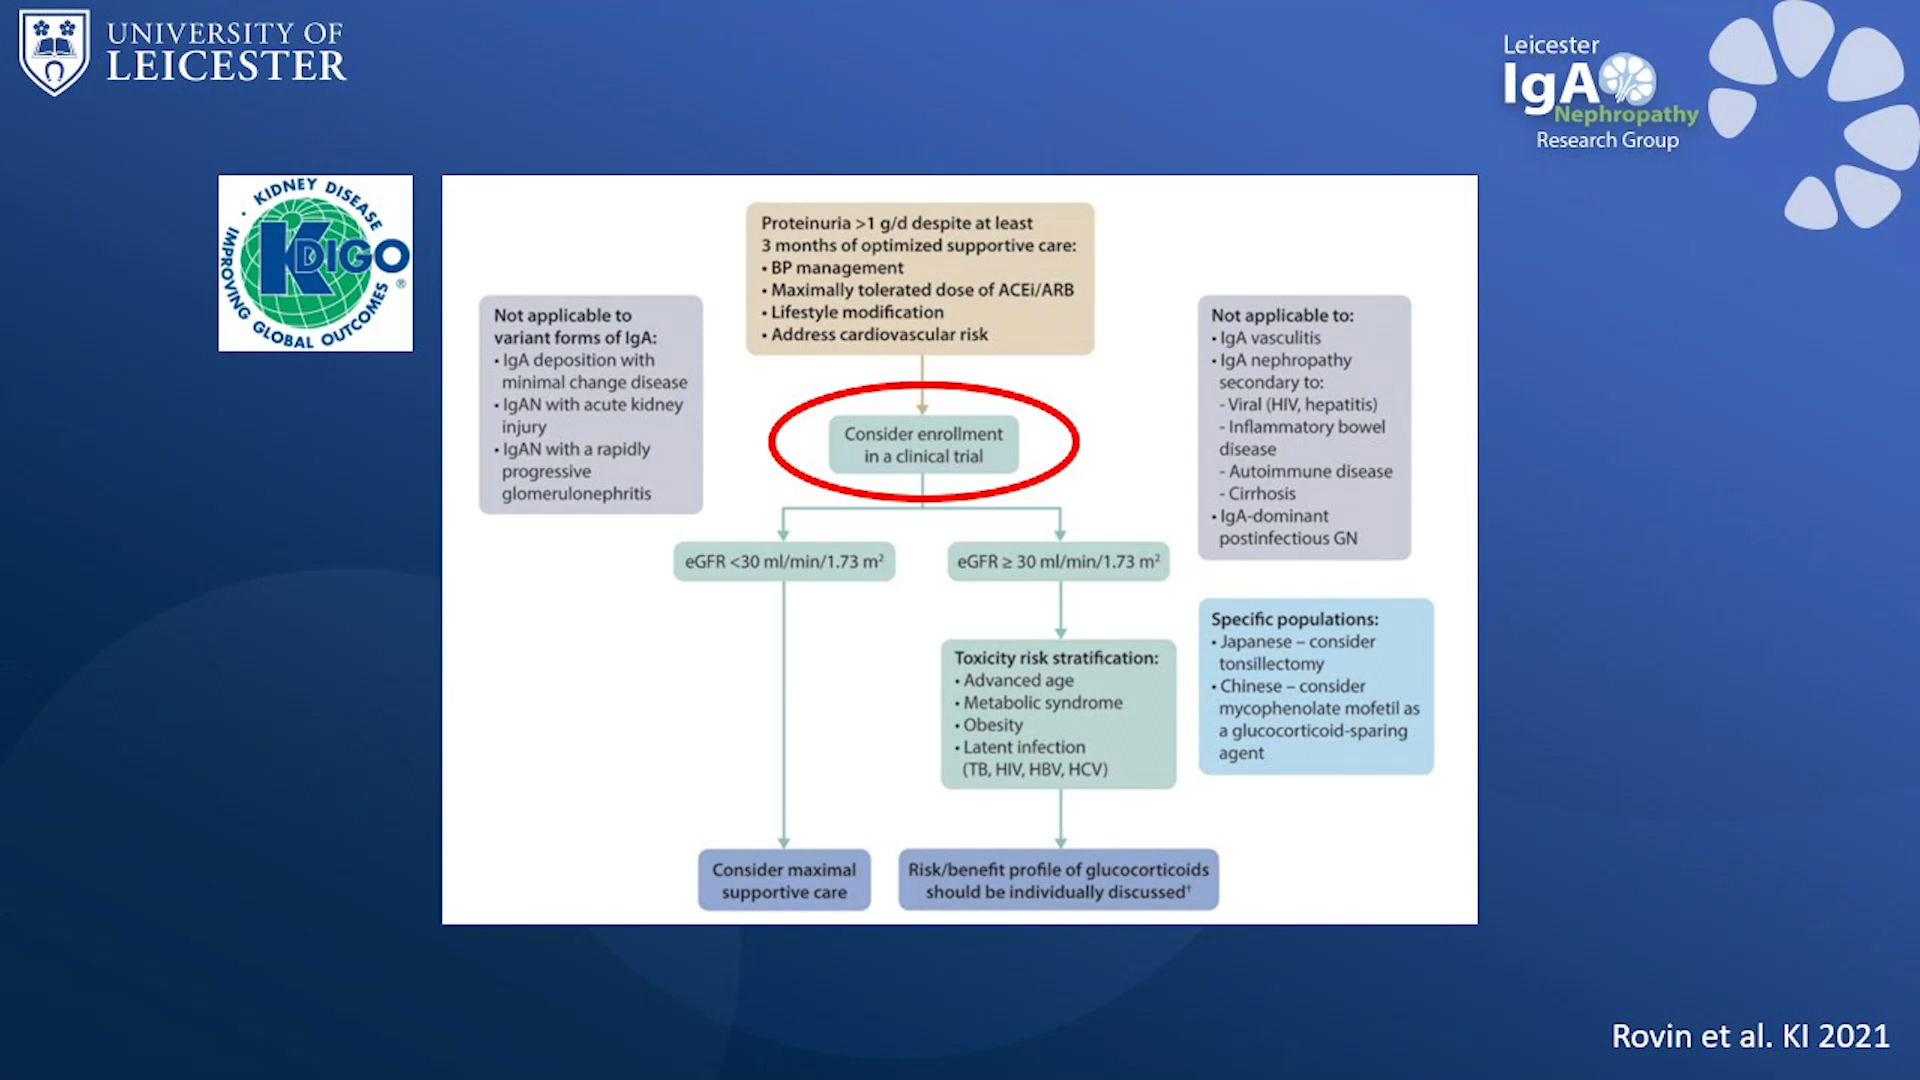 UNIVERSITY OF
LEICESTER
Leicester
IgA
Nephropathy
Research Group
KIDNEY DISEASE
KDIGO
®
IMPROVING GLOBAL OUTCOMES
Proteinuria >1 g/d despite at least
3 months of optimized supportive care:
• BP management
• Maximally tolerated dose of ACEi/ARB
• Lifestyle modification
• Address cardiovascular risk
Not applicable to
variant forms of IgA:
• IgA deposition with
minimal change disease
• IgAN with acute kidney
injury
• IgAN with a rapidly
progressive
glomerulonephritis
Consider enrollment
in a clinical trial
Not applicable to:
• IgA vasculitis
• IgA nephropathy
secondary to:
- Viral (HIV, hepatitis)
- Inflammatory bowel
disease
- Autoimmune disease
- Cirrhosis
• IgA-dominant
postinfectious GN
eGFR <30 ml/min/1.73 m²
eGFR ≥ 30 ml/min/1.73 m²
Toxicity risk stratification:
• Advanced age
• Metabolic syndrome
• Obesity
• Latent infection
(TB, HIV, HBV, HCV)
Specific populations:
• Japanese – consider
tonsillectomy
• Chinese – consider
mycophenolate mofetil as
a glucocorticoid-sparing
agent
Consider maximal
supportive care
Risk/benefit profile of glucocorticoids
should be individually discussed†
Rovin et al. KI 2021